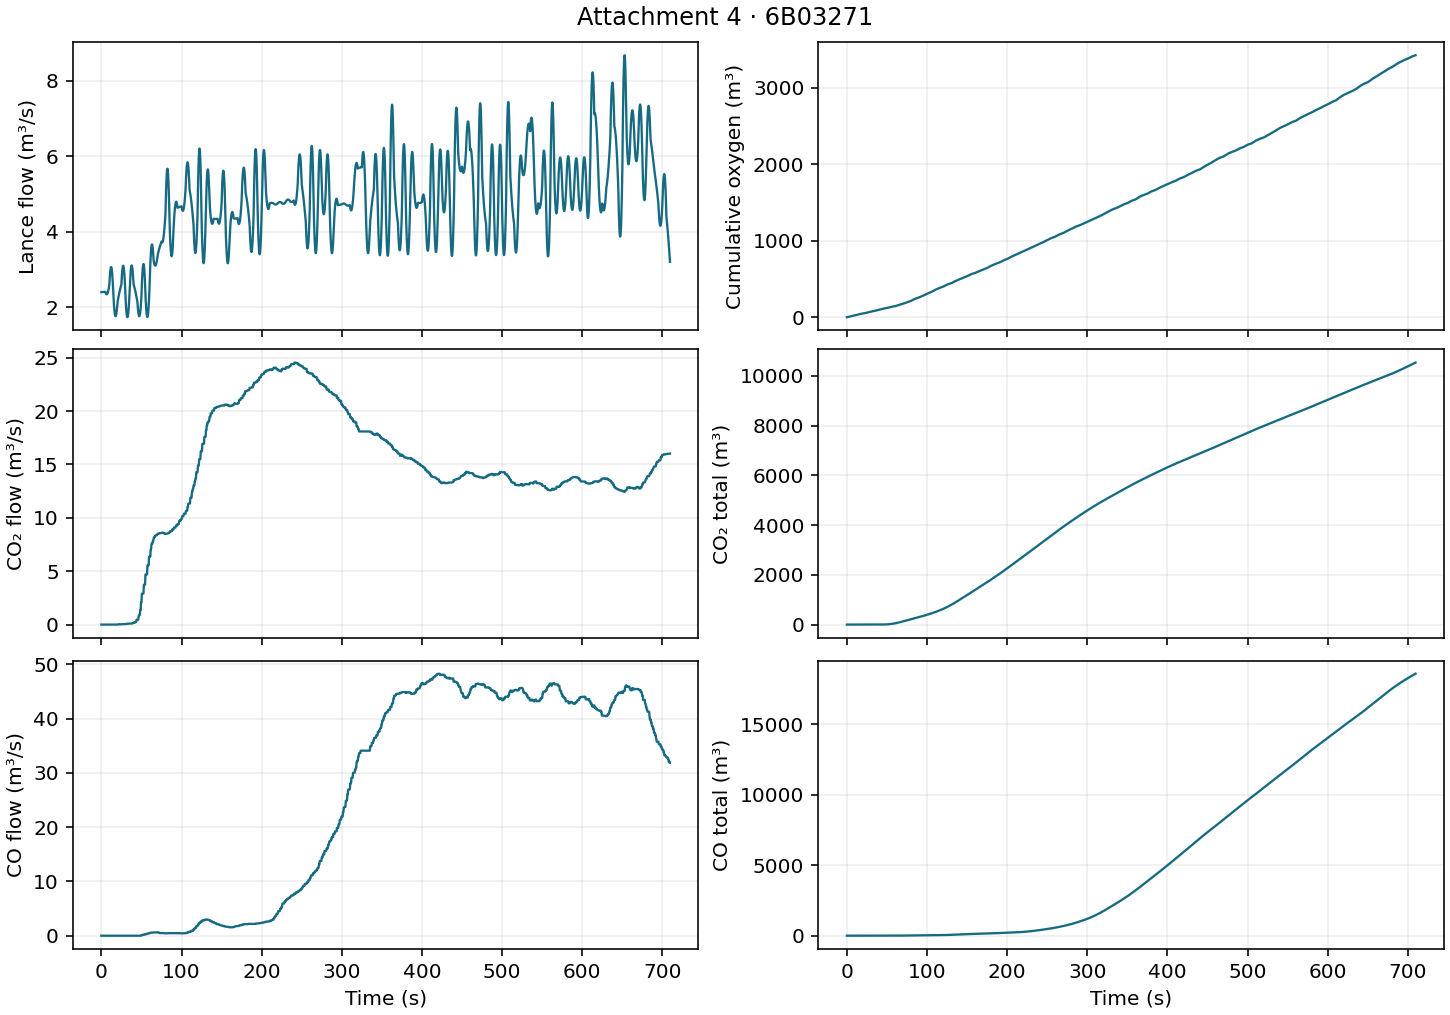 Attachment 4 · 6B03271
Lance flow (m³/s)
8
6
4
2
Cumulative oxygen (m³)
3000
2000
1000
0
CO₂ flow (m³/s)
25
20
15
10
5
0
CO₂ total (m³)
10000
8000
6000
4000
2000
0
CO flow (m³/s)
50
40
30
20
10
0
0 100 200 300 400 500 600 700
Time (s)
CO total (m³)
15000
10000
5000
0
0 100 200 300 400 500 600 700
Time (s)